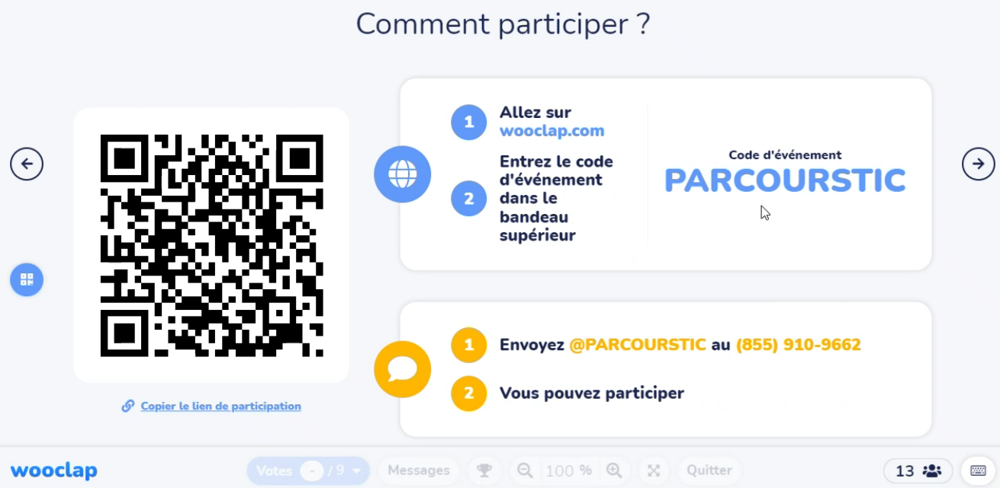 Comment participer ?
1
Allez sur
wooclap.com
2
Entrez le code
d'événement
dans le
bandeau
supérieur
Code d'événement
PARCOURSTIC
1
Envoyez @PARCOURSTIC au (855) 910-9662
2
Vous pouvez participer
Copier le lien de participation
wooclap
Votes - / 9
Messages
100 %
Quitter
13